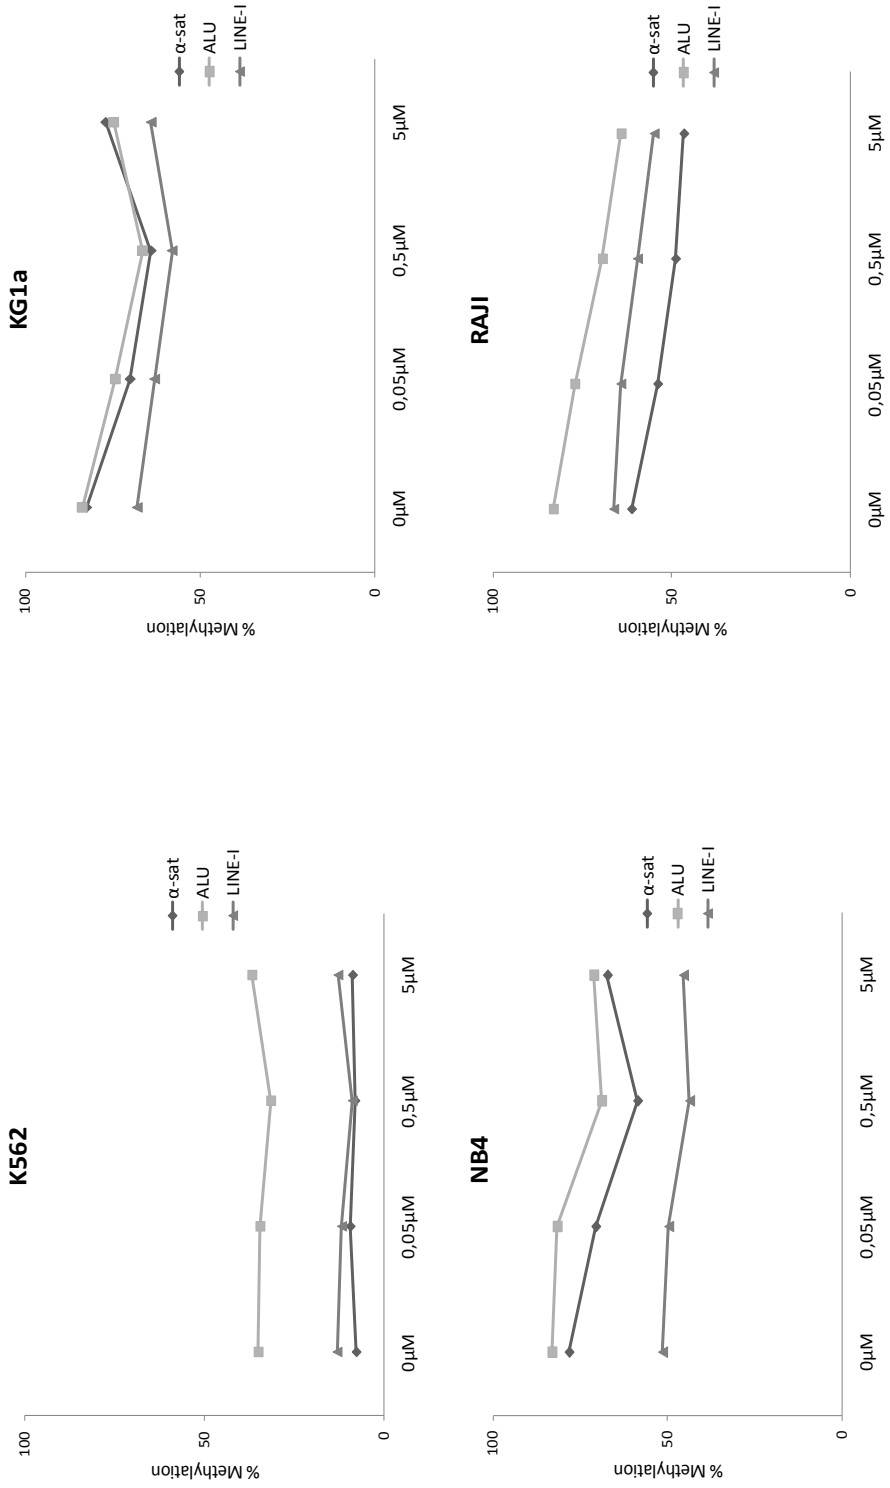 K562
100
50
0
% Methylation
0µM
0,05µM
0,5µM
5µM
α-sat
ALU
LINE-I
KG1a
100
50
0
% Methylation
0µM
0,05µM
0,5µM
5µM
α-sat
ALU
LINE-I
NB4
100
50
0
% Methylation
0µM
0,05µM
0,5µM
5µM
α-sat
ALU
LINE-I
RAJI
100
50
0
% Methylation
0µM
0,05µM
0,5µM
5µM
α-sat
ALU
LINE-I